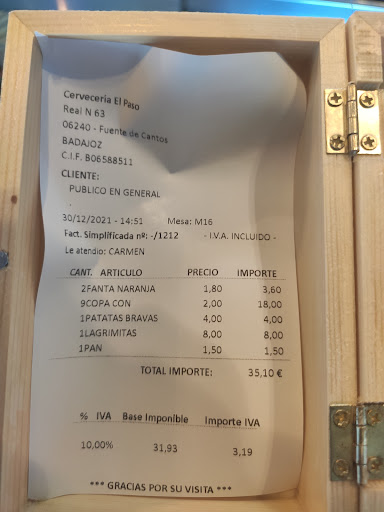 Cerveceria El Paso
Real N 63
06240 - Fuente de Cantos
BADAJOZ
C.I.F. B06588511
CLIENTE:
PUBLICO EN GENERAL
.
30/12/2021 - 14:51 Mesa: M16
Fact. Simplificada nº: -/1212 - I.V.A. INCLUIDO -
Le atendio: CARMEN
CANT. ARTICULO PRECIO IMPORTE
2FANTA NARANJA 1,80 3,60
9COPA CON 2,00 18,00
1PATATAS BRAVAS 4,00 4,00
1LAGRIMITAS 8,00 8,00
1PAN 1,50 1,50
TOTAL IMPORTE: 35,10 €
% IVA Base Imponible Importe IVA
10,00% 31,93 3,19
*** GRACIAS POR SU VISITA ***